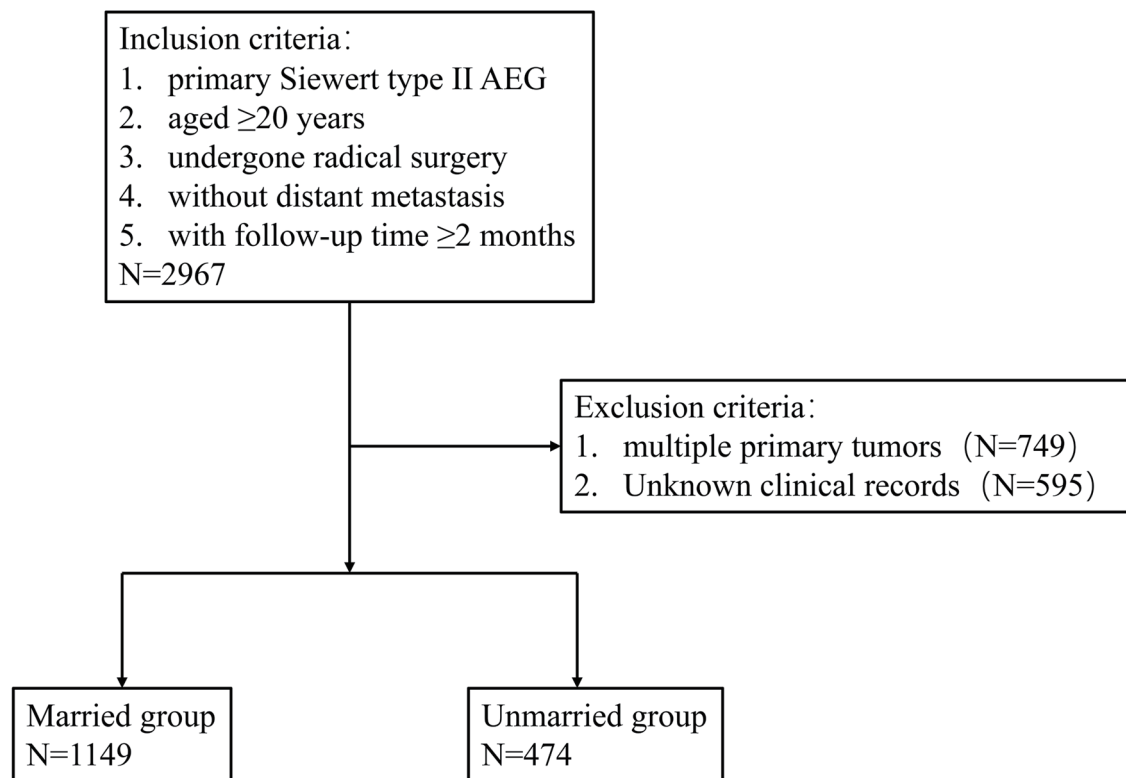 Inclusion criteria：
1. primary Siewert type II AEG
2. aged ≥20 years
3. undergone radical surgery
4. without distant metastasis
5. with follow-up time ≥2 months
N=2967
Exclusion criteria：
1. multiple primary tumors（N=749）
2. Unknown clinical records（N=595）
Married group
N=1149
Unmarried group
N=474